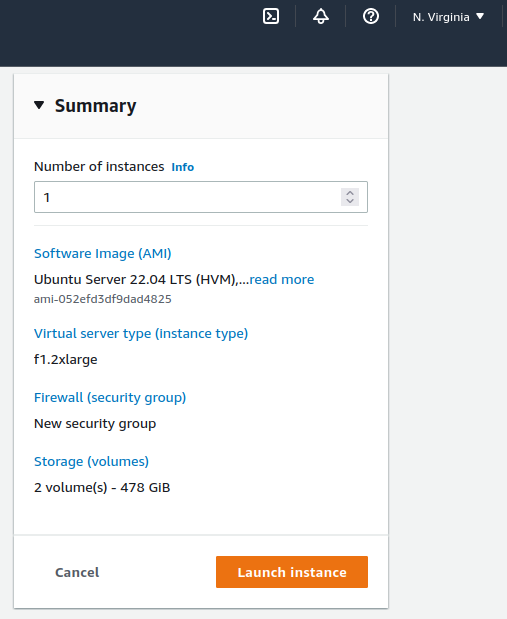 N. Virginia
Summary
Number of instances Info
1
Software Image (AMI)
Ubuntu Server 22.04 LTS (HVM),...read more
ami-052efd3df9dad4825
Virtual server type (instance type)
f1.2xlarge
Firewall (security group)
New security group
Storage (volumes)
2 volume(s) - 478 GiB
Cancel Launch instance